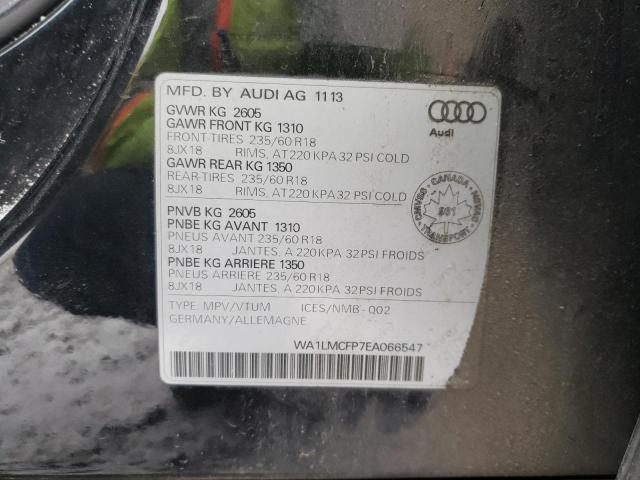 MFD. BY AUDI AG 1113
GVWR KG 2605
GAWR FRONT KG 1310
FRONT-TIRES 235/60 R18
8JX18 RIMS, AT 220 KPA 32 PSI COLD
GAWR REAR KG 1350
REAR-TIRES 235/60 R18
8JX18 RIMS, AT 220 KPA 32 PSI COLD
Audi
CANADA
TRANSPORT
PNVB KG 2605
PNBE KG AVANT 1310
PNEUS AVANT 235/60 R18
8JX18 JANTES, A 220 KPA 32PSI FROIDS
PNBE KG ARRIERE 1350
PNEUS ARRIERE 235/60 R18
8JX18 JANTES, A 220 KPA 32PSI FROIDS
TYPE MPV/VTUM ICES/NMB-002
GERMANY/ALLEMAGNE
WA1LMCFP7EA066547